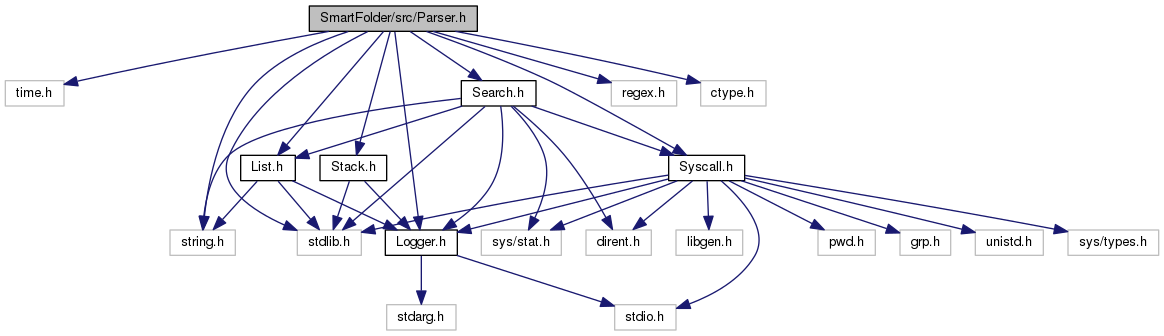 SmartFolder/src/Parser.h
time.h
Search.h
regex.h
ctype.h
List.h
Stack.h
Syscall.h
string.h
stdlib.h
Logger.h
sys/stat.h
dirent.h
libgen.h
pwd.h
grp.h
unistd.h
sys/types.h
stdarg.h
stdio.h